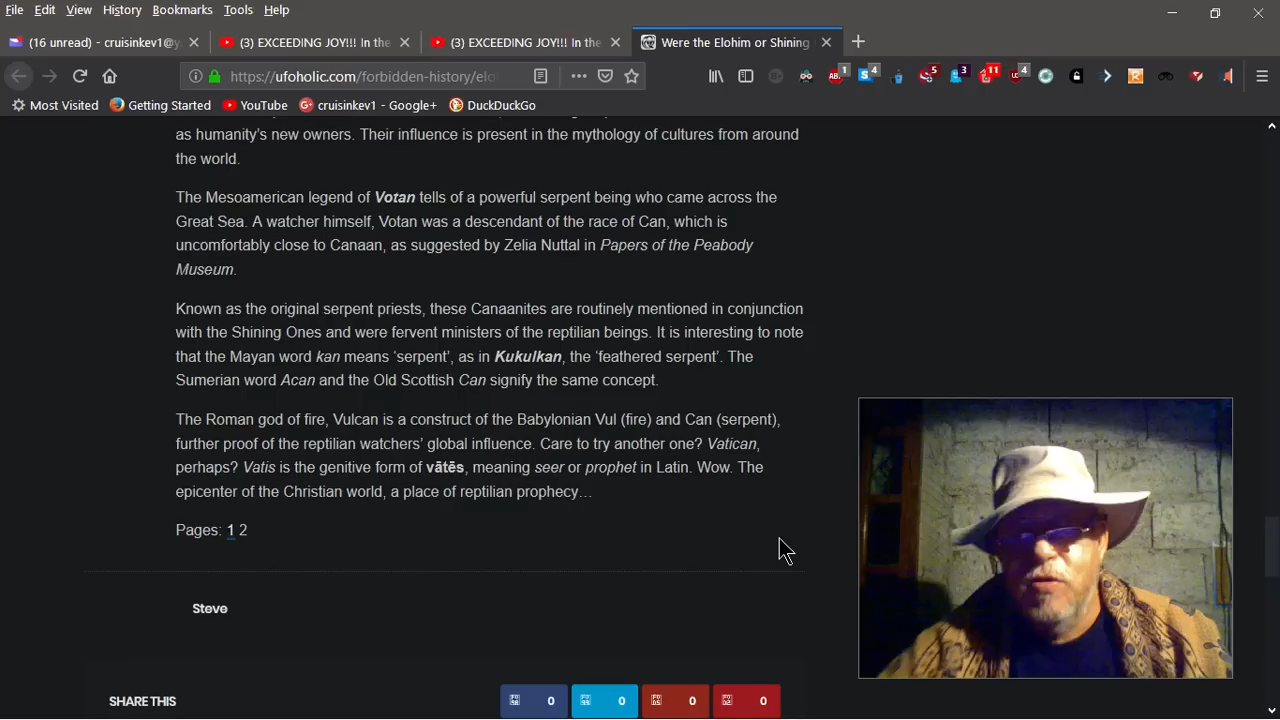 File Edit View History Bookmarks Tools Help
(16 unread) - cruisinkev1@y
(3) EXCEEDING JOY!!! In the
(3) EXCEEDING JOY!!! In the
Were the Elohim or Shining
https://ufoholic.com/forbidden-history/elo
1 4 5 3 11 4
Most Visited Getting Started YouTube cruisinkev1 - Google+ DuckDuckGo
as humanity's new owners. Their influence is present in the mythology of cultures from around
the world.
The Mesoamerican legend of Votan tells of a powerful serpent being who came across the
Great Sea. A watcher himself, Votan was a descendant of the race of Can, which is
uncomfortably close to Canaan, as suggested by Zelia Nuttal in Papers of the Peabody
Museum.
Known as the original serpent priests, these Canaanites are routinely mentioned in conjunction
with the Shining Ones and were fervent ministers of the reptilian beings. It is interesting to note
that the Mayan word kan means 'serpent', as in Kukulkan, the 'feathered serpent'. The
Sumerian word Acan and the Old Scottish Can signify the same concept.
The Roman god of fire, Vulcan is a construct of the Babylonian Vul (fire) and Can (serpent),
further proof of the reptilian watchers' global influence. Care to try another one? Vatican,
perhaps? Vatis is the genitive form of vātēs, meaning seer or prophet in Latin. Wow. The
epicenter of the Christian world, a place of reptilian prophecy…
Pages: 1 2
Steve
SHARE THIS
0 0 0 0